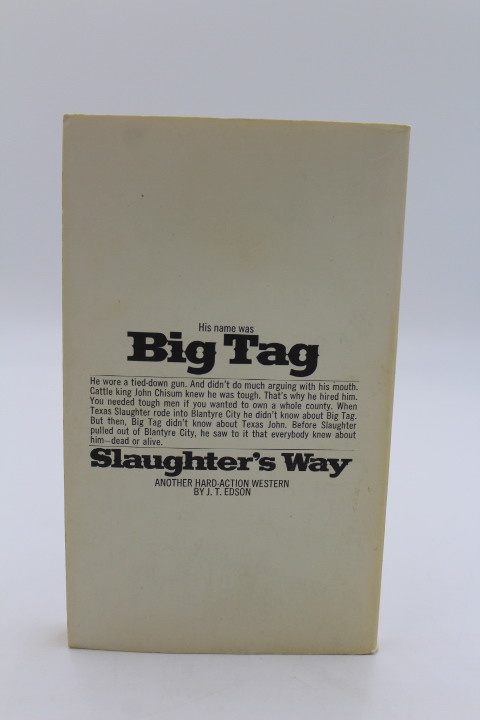 His name was
Big Tag
He wore a tied-down gun. And didn't do much arguing with his mouth.
Cattle king John Chisum knew he was tough. That's why he hired him.
You needed tough men if you wanted to own a whole county. When
Texas Slaughter rode into Blantyre City he didn't know about Big Tag.
But then, Big Tag didn't know about Texas John. Before Slaughter
pulled out of Blantyre City, he saw to it that everybody knew about
him—dead or alive.
Slaughter's Way
ANOTHER HARD-ACTION WESTERN
BY J. T. EDSON